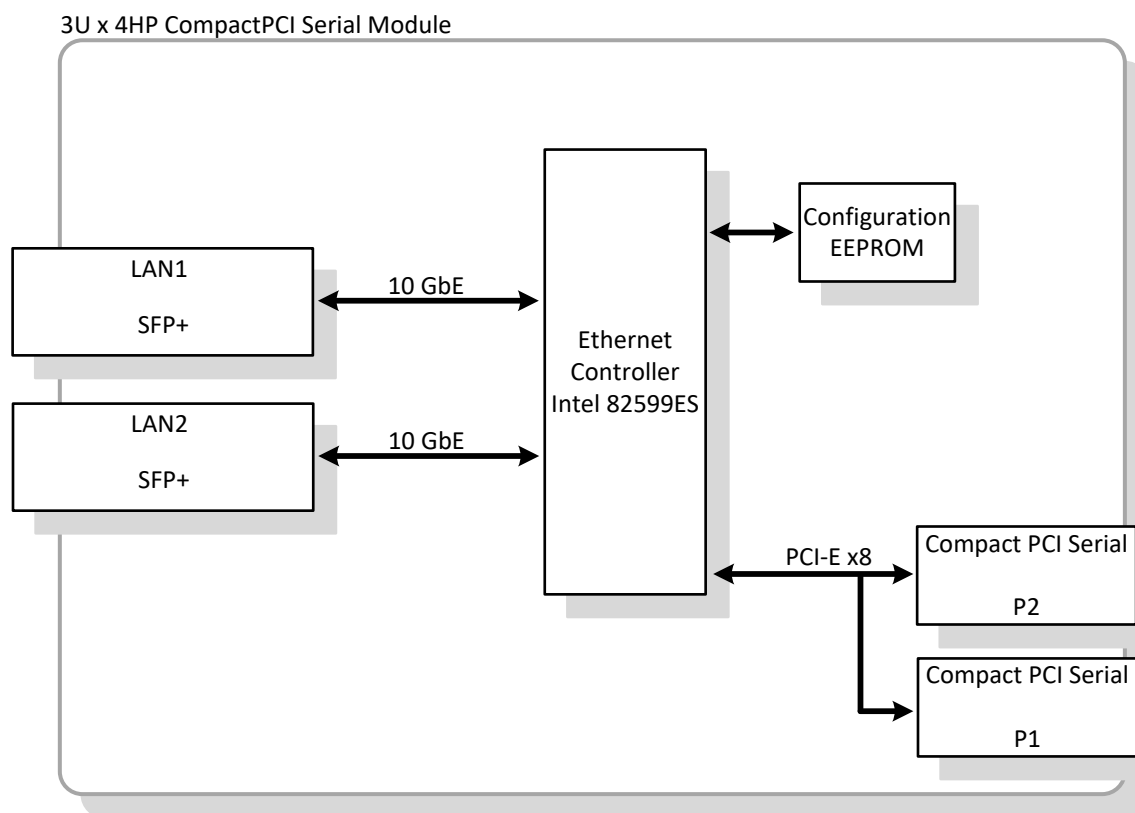 3U x 4HP CompactPCI Serial Module
LAN1
SFP+
10 GbE
LAN2
SFP+
10 GbE
Ethernet
Controller
Intel 82599ES
Configuration
EEPROM
PCI-E x8
Compact PCI Serial
P2
Compact PCI Serial
P1